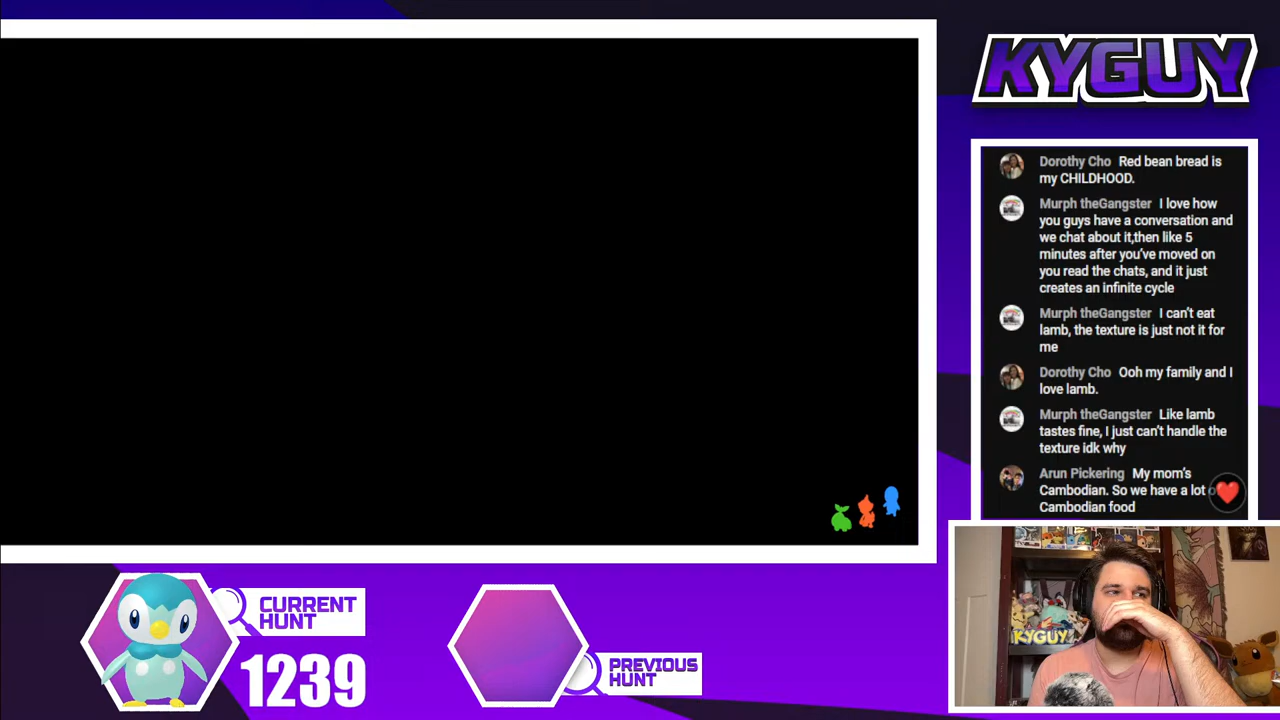 KYGUY
Dorothy Cho Red bean bread is
my CHILDHOOD.
Murph theGangster I love how
you guys have a conversation and
we chat about it,then like 5
minutes after you've moved on
you read the chats, and it just
creates an infinite cycle
Murph theGangster I can't eat
lamb, the texture is just not it for
me
Dorothy Cho Ooh my family and I
love lamb.
Murph theGangster Like lamb
tastes fine, I just can't handle the
texture idk why
Arun Pickering My mom's
Cambodian. So we have a lot
Cambodian food
CURRENT
HUNT
1239
PREVIOUS
HUNT
KYGUY